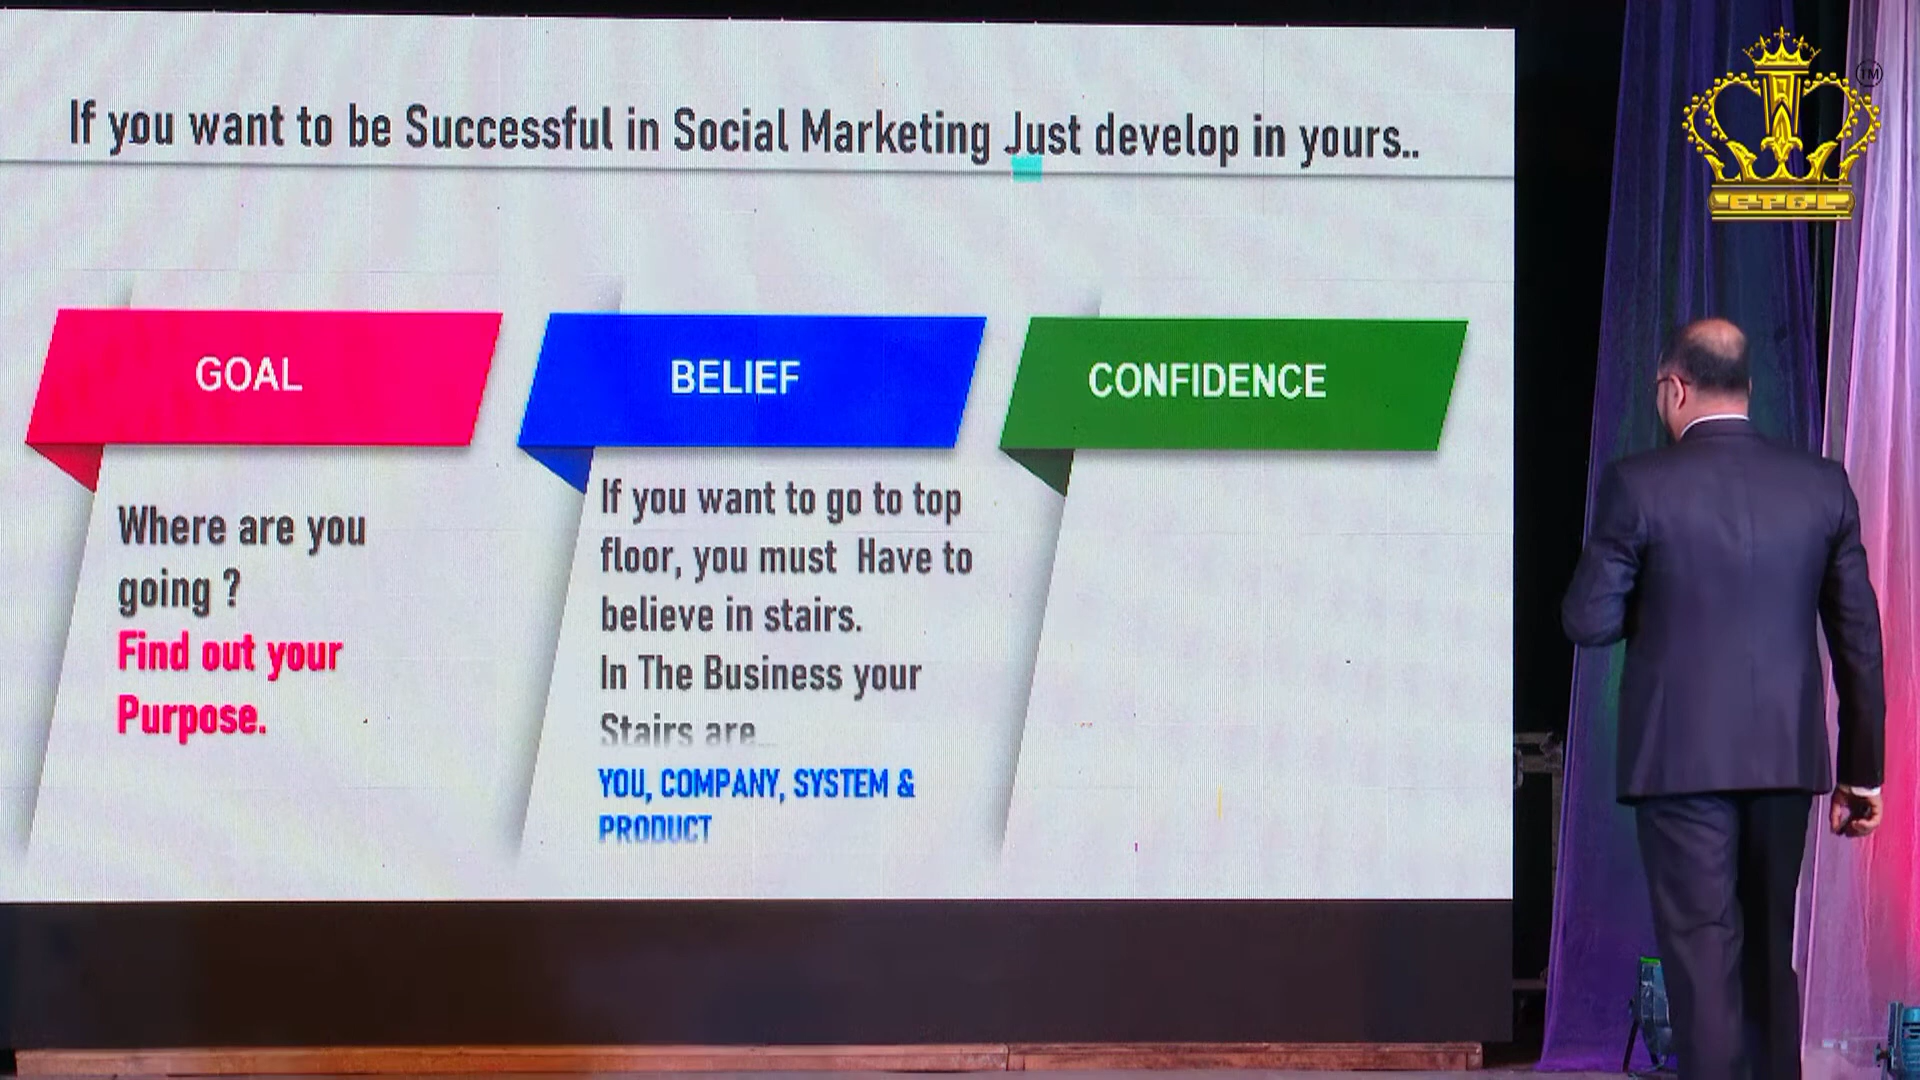 If you want to be Successful in Social Marketing Just develop in yours..
GOAL
Where are you
going ?
Find out your
Purpose.
BELIEF
If you want to go to top
floor, you must  Have to
believe in stairs.
In The Business your
Stairs are
YOU, COMPANY, SYSTEM &
PRODUCT
CONFIDENCE
TM